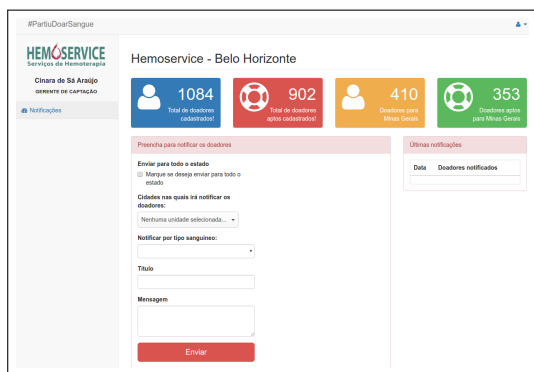 #PartiuDoarSangue
HEMOSERVICE
Serviços de Hemoterapia
Cinara de Sá Araújo
GERENTE DE CAPTAÇÃO
Notificações
Hemoservice - Belo Horizonte
1084
Total de doadores
cadastrados!
902
Total de doadores
aptos cadastrados!
410
Doadores para
Minas Gerais
353
Doadores aptos
para Minas Gerais
Preencha para notificar os doadores
Enviar para todo o estado
Marque se deseja enviar para todo o
estado
Cidades nas quais irá notificar os
doadores:
Nenhuma unidade selecionada...
Notificar por tipo sanguíneo:
Título
Mensagem
Enviar
Últimas notificações
Data Doadores notificados